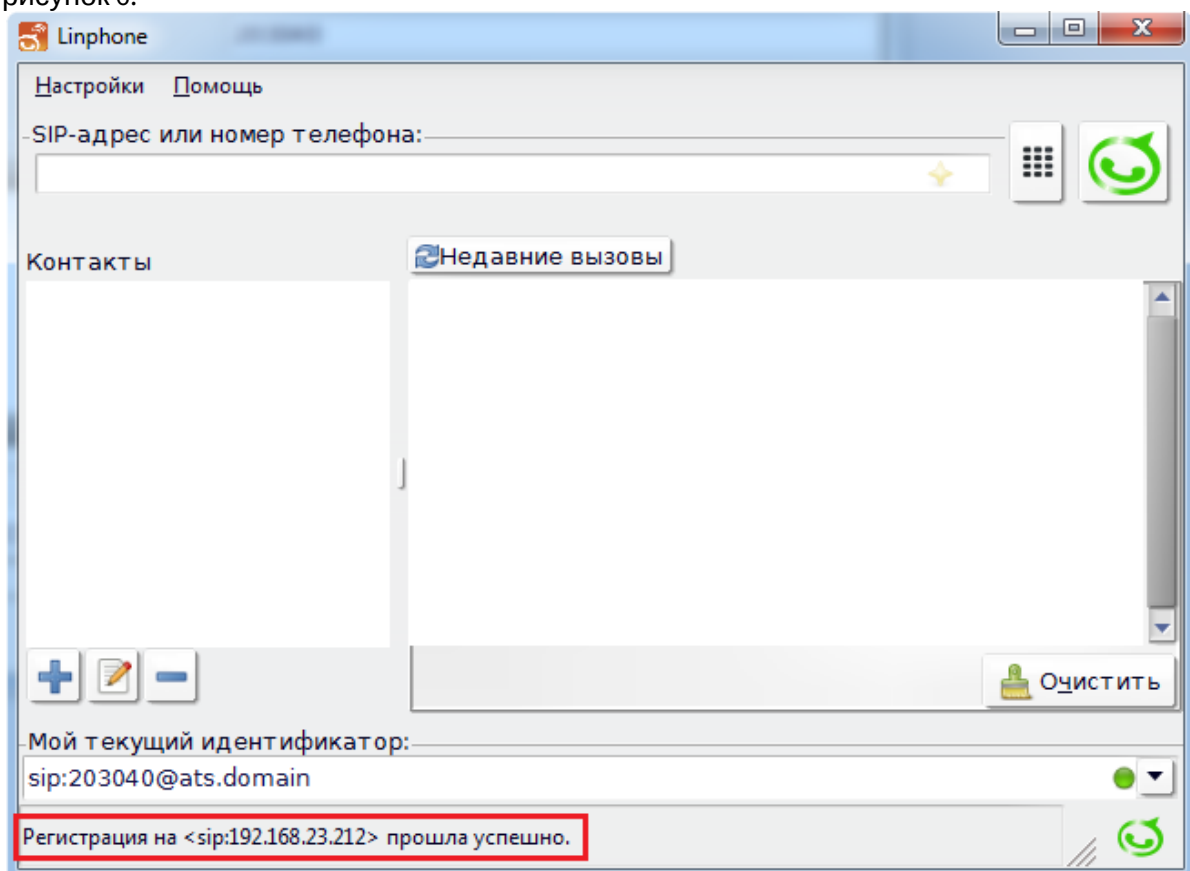 Linphone
Настройки Помощь
SIP-адрес или номер телефона:
Контакты
Недавние вызовы
Очистить
Мой текущий идентификатор:
sip:203040@ats.domain
Регистрация на <sip:192.168.23.212> прошла успешно.